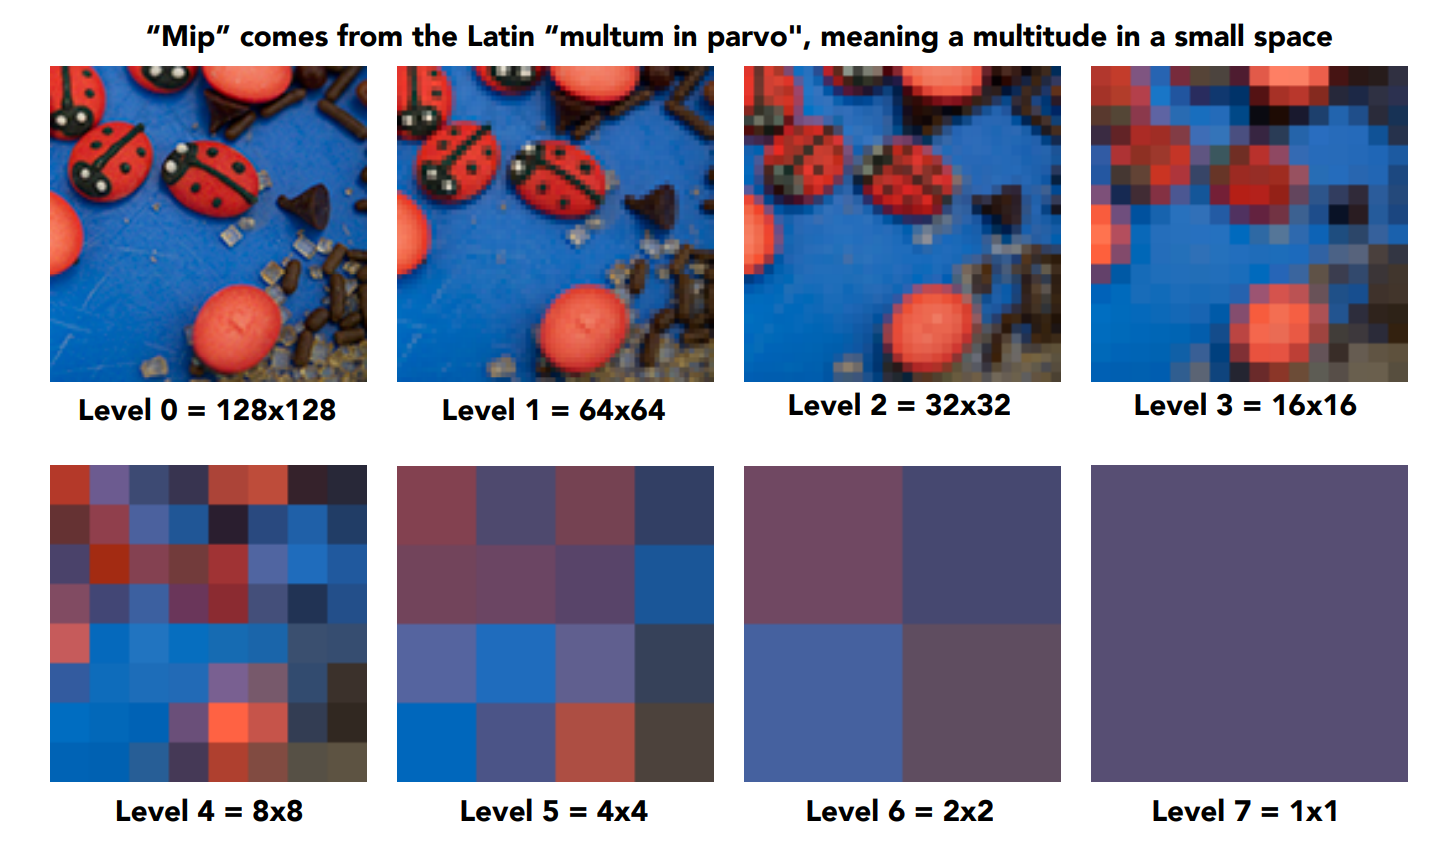 “Mip” comes from the Latin “multum in parvo", meaning a multitude in a small space
Level 0 = 128x128
Level 1 = 64x64
Level 2 = 32x32
Level 3 = 16x16
Level 4 = 8x8
Level 5 = 4x4
Level 6 = 2x2
Level 7 = 1x1